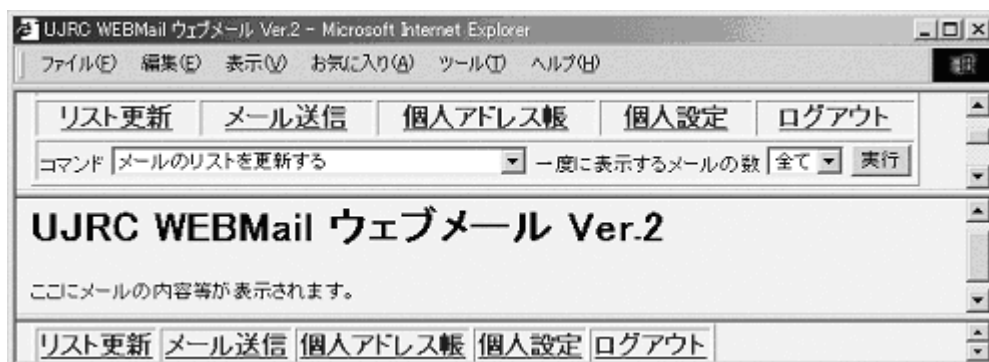 UJRC WEBMail ウェブメール Ver.2 - Microsoft Internet Explorer
ファイル(F) 編集(E) 表示(V) お気に入り(A) ツール(T) ヘルプ(H)
リスト更新 メール送信 個人アドレス帳 個人設定 ログアウト
コマンド メールのリストを更新する 一度に表示するメールの数 全て 実行
UJRC WEBMail ウェブメール Ver.2
ここにメールの内容等が表示されます。
リスト更新 メール送信 個人アドレス帳 個人設定 ログアウト